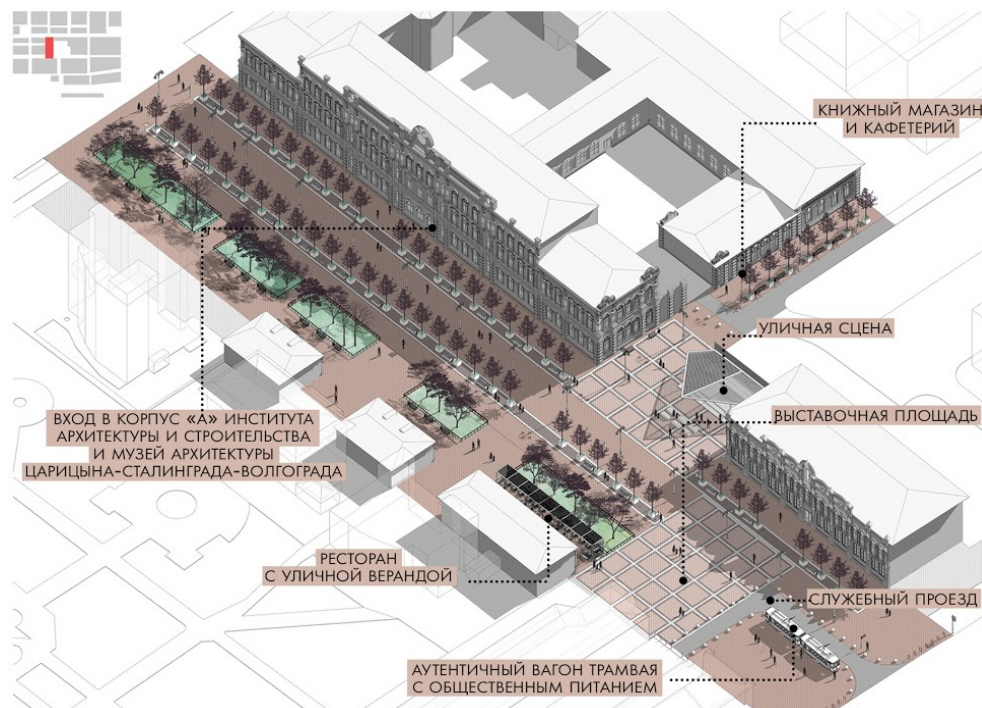 КНИЖНЫЙ МАГАЗИН
И КАФЕТЕРИЙ
УЛИЧНАЯ СЦЕНА
ВЫСТАВОЧНАЯ ПЛОЩАДЬ
ВХОД В КОРПУС «А» ИНСТИТУТА
АРХИТЕКТУРЫ И СТРОИТЕЛЬСТВА
И МУЗЕЙ АРХИТЕКТУРЫ
ЦАРИЦЫНА-СТАЛИНГРАДА-ВОЛГОГРАДА
РЕСТОРАН
С УЛИЧНОЙ ВЕРАНДОЙ
СЛУЖЕБНЫЙ ПРОЕЗД
АУТЕНТИЧНЫЙ ВАГОН ТРАМВАЯ
С ОБЩЕСТВЕННЫМ ПИТАНИЕМ